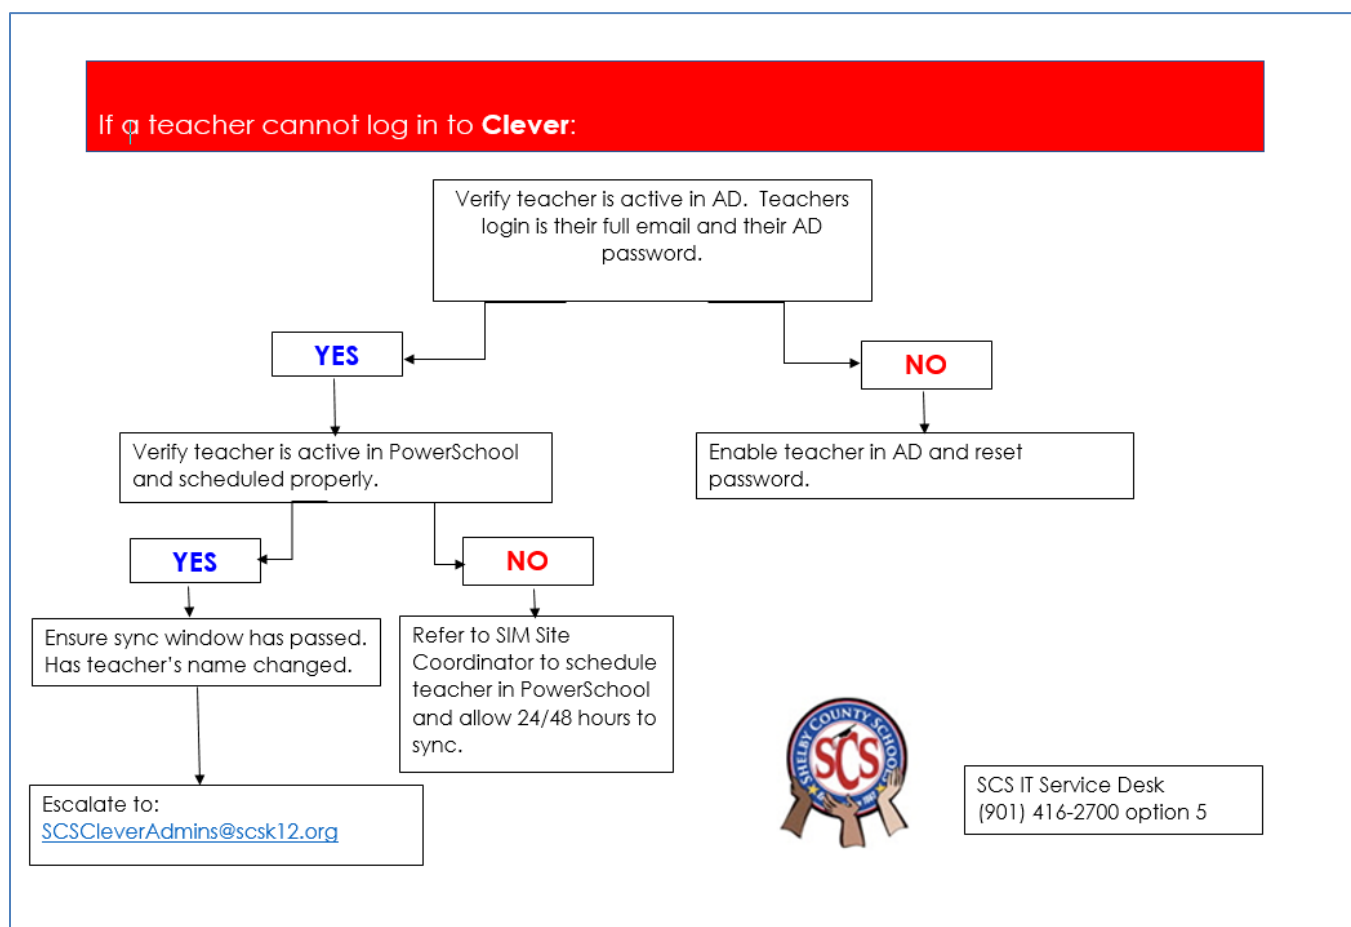 If a teacher cannot log in to Clever:
Verify teacher is active in AD.  Teachers
login is their full email and their AD
password.
YES
NO
Verify teacher is active in PowerSchool
and scheduled properly.
Enable teacher in AD and reset
password.
YES
NO
Ensure sync window has passed.
Has teacher's name changed.
Refer to SIM Site
Coordinator to schedule
teacher in PowerSchool
and allow 24/48 hours to
sync.
Escalate to:
SCSCleverAdmins@scsk12.org
SHELBY COUNTY SCHOOLS
SCS
SCS IT Service Desk
(901) 416-2700 option 5